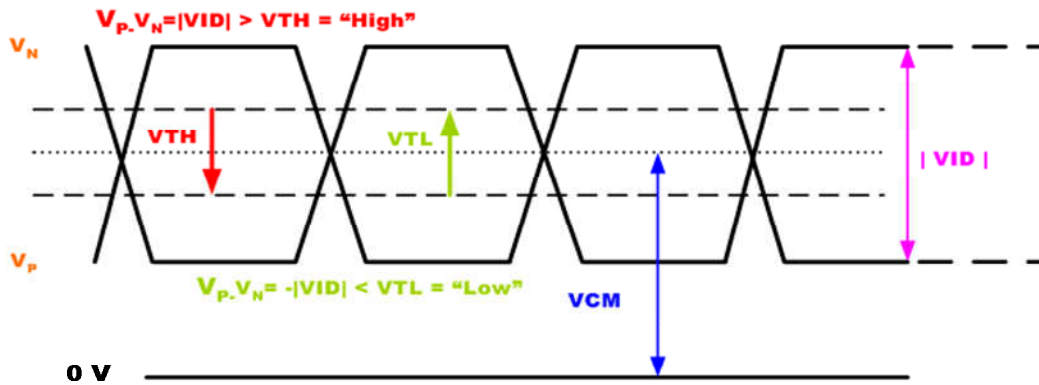 VP-VN=|VID| > VTH = “High”
VN
VTH
VTL
| VID |
VP
VP-VN= -|VID| < VTL = “Low”
VCM
0 V